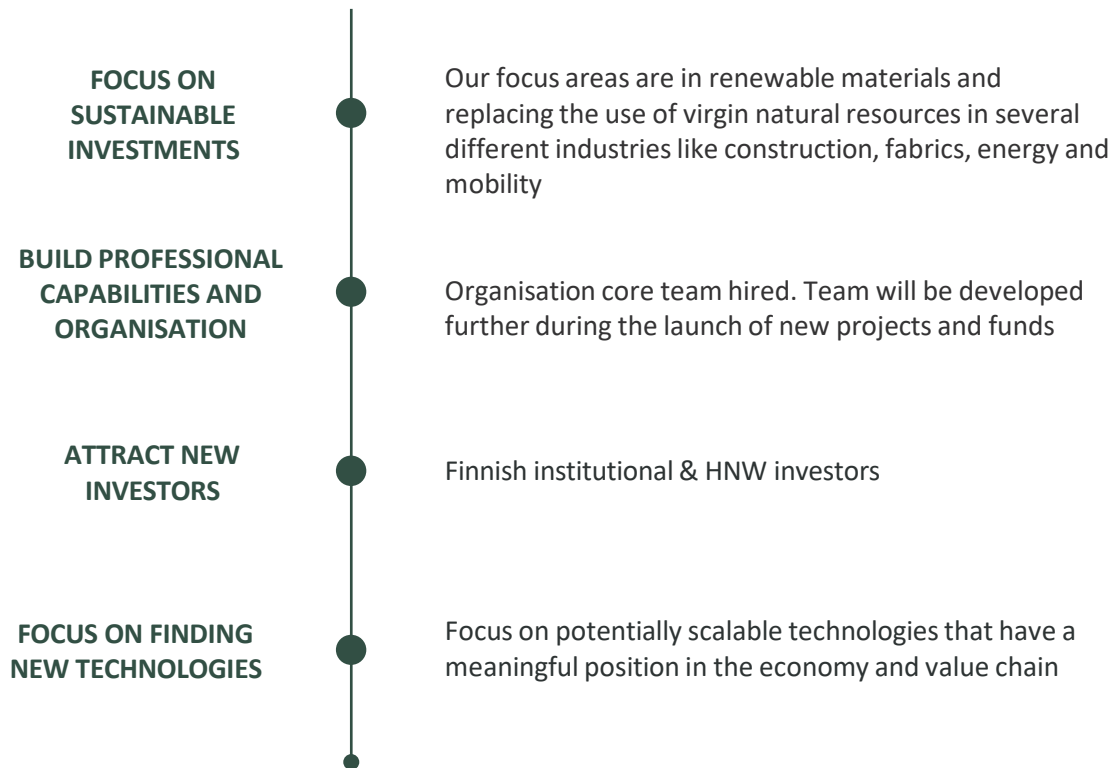 FOCUS ON
SUSTAINABLE
INVESTMENTS
Our focus areas are in renewable materials and
replacing the use of virgin natural resources in several
different industries like construction, fabrics, energy and
mobility
BUILD PROFESSIONAL
CAPABILITIES AND
ORGANISATION
Organisation core team hired. Team will be developed
further during the launch of new projects and funds
ATTRACT NEW
INVESTORS
Finnish institutional & HNW investors
FOCUS ON FINDING
NEW TECHNOLOGIES
Focus on potentially scalable technologies that have a
meaningful position in the economy and value chain